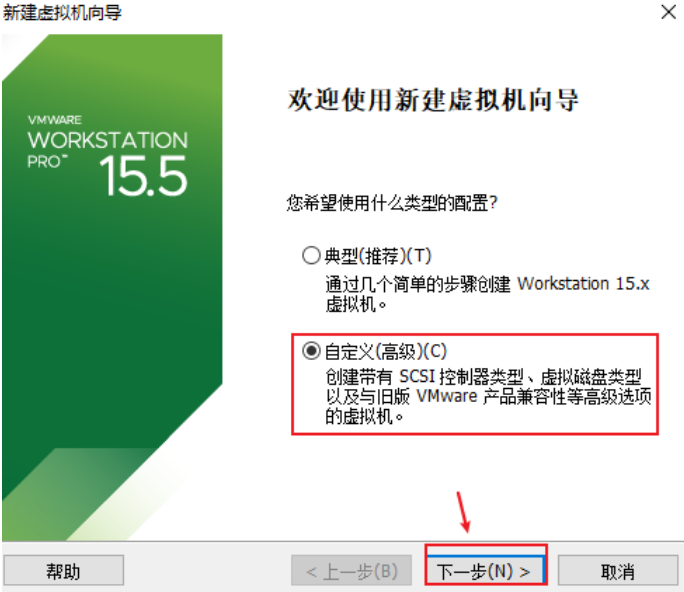 新建虚拟机向导
VMWARE
WORKSTATION
PRO™
15.5
欢迎使用新建虚拟机向导
您希望使用什么类型的配置?
典型(推荐)(T)
通过几个简单的步骤创建 Workstation 15.x
虚拟机。
自定义(高级)(C)
创建带有 SCSI 控制器类型、虚拟磁盘类型
以及与旧版 VMware 产品兼容性等高级选项
的虚拟机。
帮助
< 上一步(B)
下一步(N) >
取消